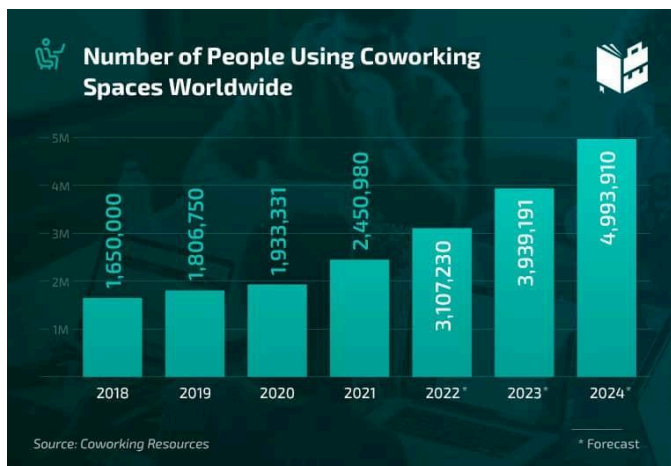 Number of People Using Coworking
Spaces Worldwide
5M
4M
3M
2M
1M
1,650,000
1,806,750
1,933,331
2,450,980
3,107,230
3,939,191
4,993,910
2018
2019
2020
2021
2022*
2023*
2024*
Source: Coworking Resources
* Forecast